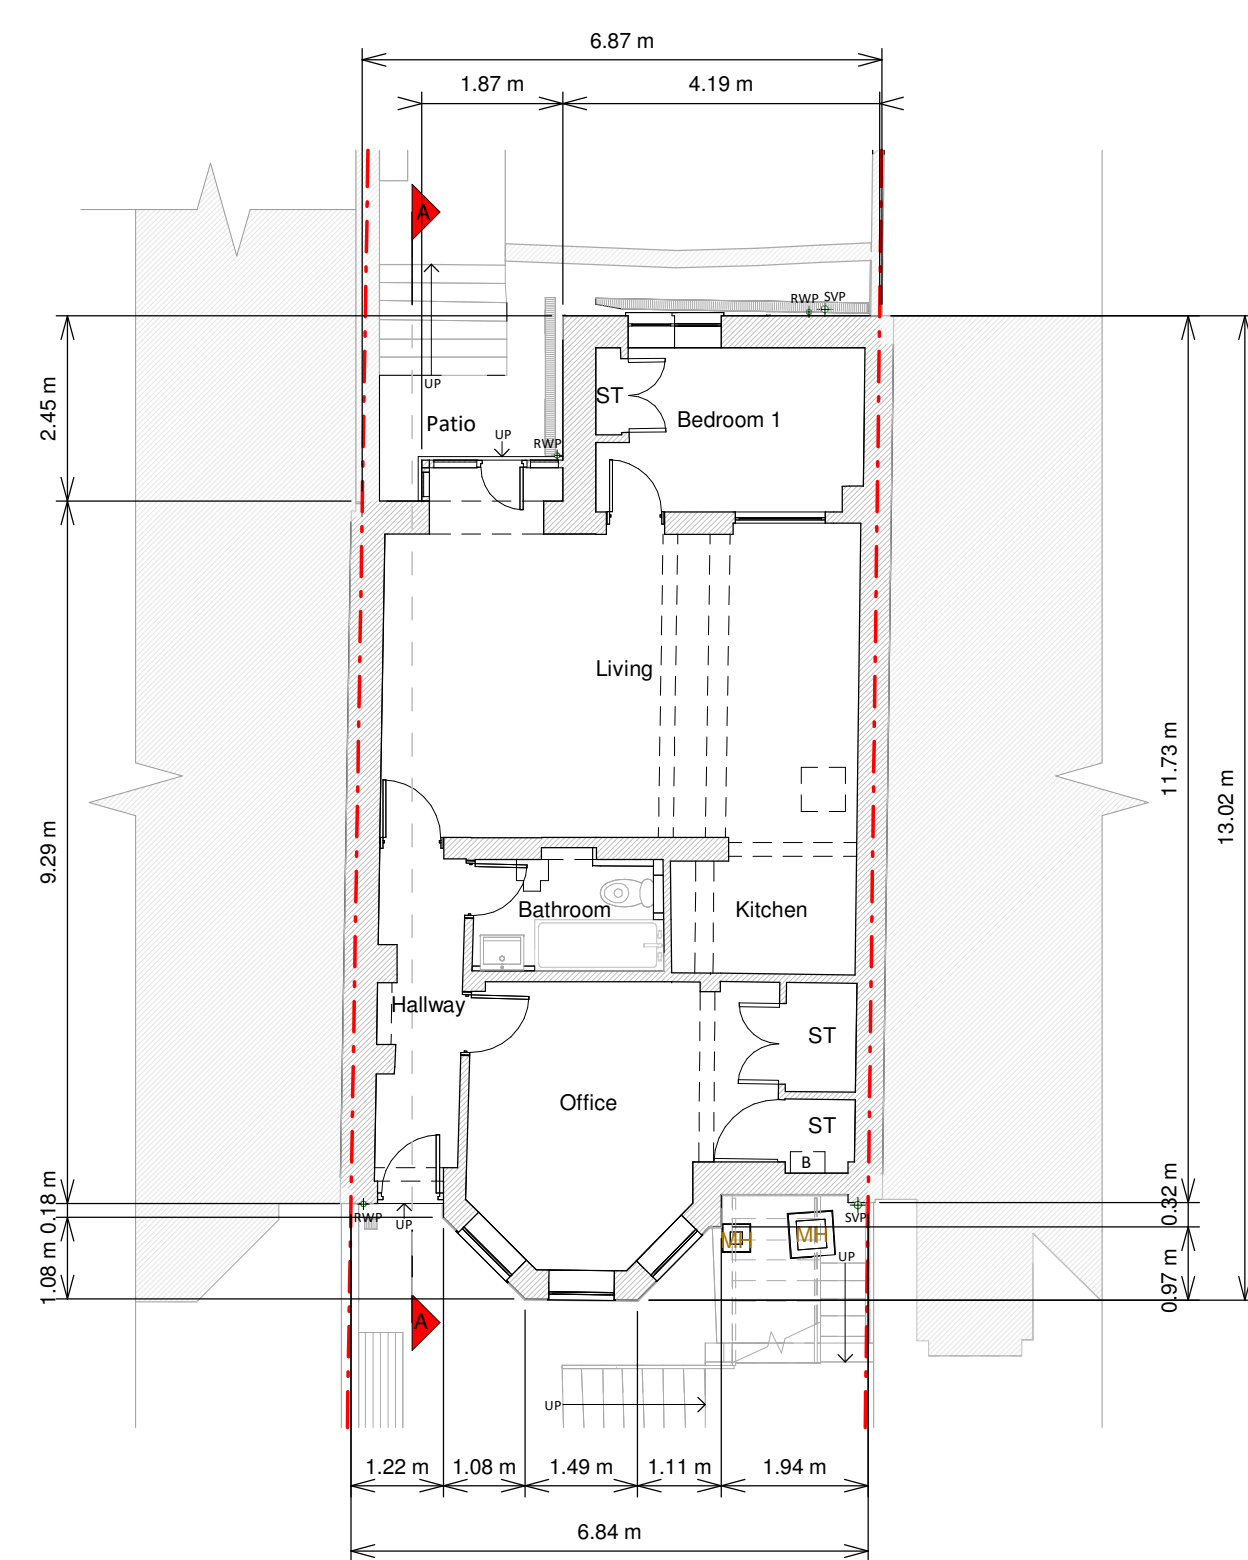 6.87 m
1.87 m
4.19 m
A
RWP
SVP
UP
ST
Bedroom 1
Patio
UP
RWP
2.45 m
Living
11.73 m
13.02 m
9.29 m
Bathroom
Kitchen
Hallway
ST
Office
ST
B
0.18 m
0.32 m
RWP
UP
SVP
MH
MH
UP
1.08 m
0.97 m
A
UP
1.22 m
1.08 m
1.49 m
1.11 m
1.94 m
6.84 m